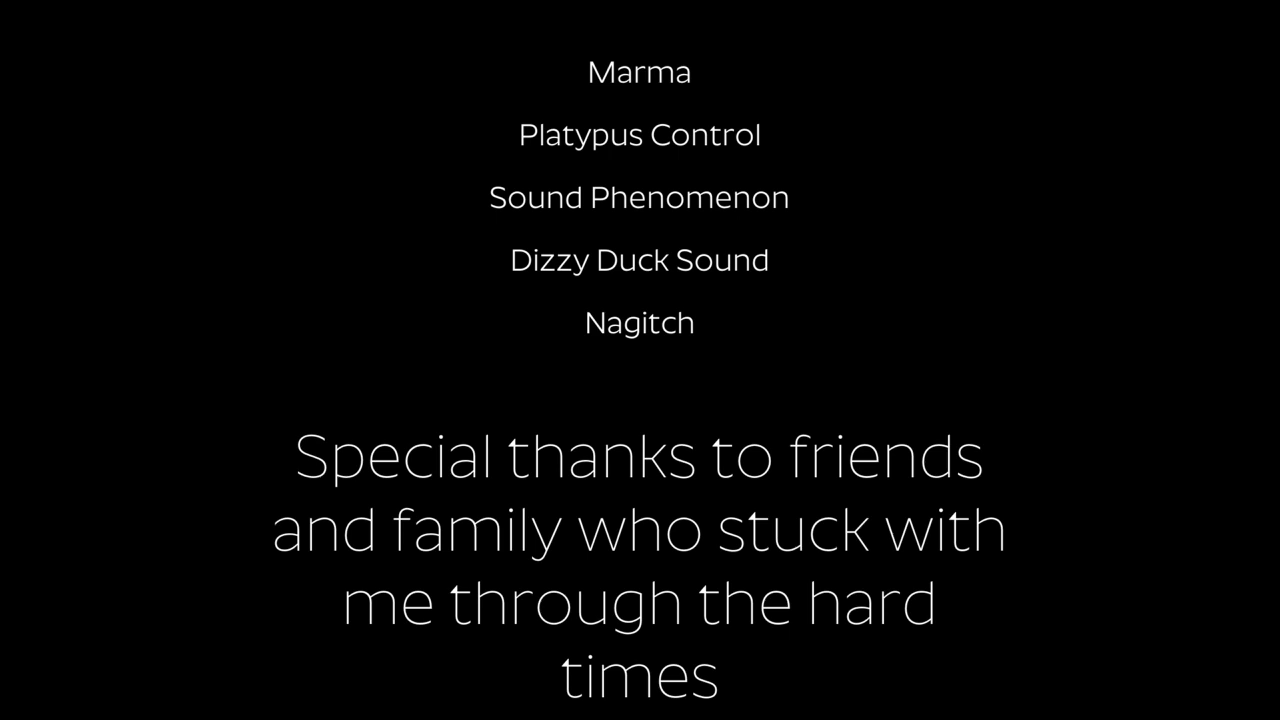 Marma
Platypus Control
Sound Phenomenon
Dizzy Duck Sound
Nagitch
Special thanks to friends
and family who stuck with
me through the hard
times